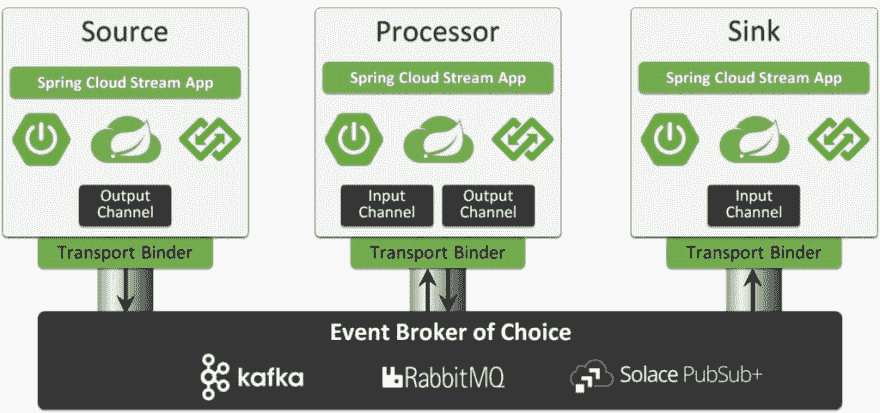 Source
Spring Cloud Stream App
Output
Channel
Transport Binder
Processor
Spring Cloud Stream App
Input
Channel
Output
Channel
Transport Binder
Sink
Spring Cloud Stream App
Input
Channel
Transport Binder
Event Broker of Choice
kafka
RabbitMQ
Solace PubSub+